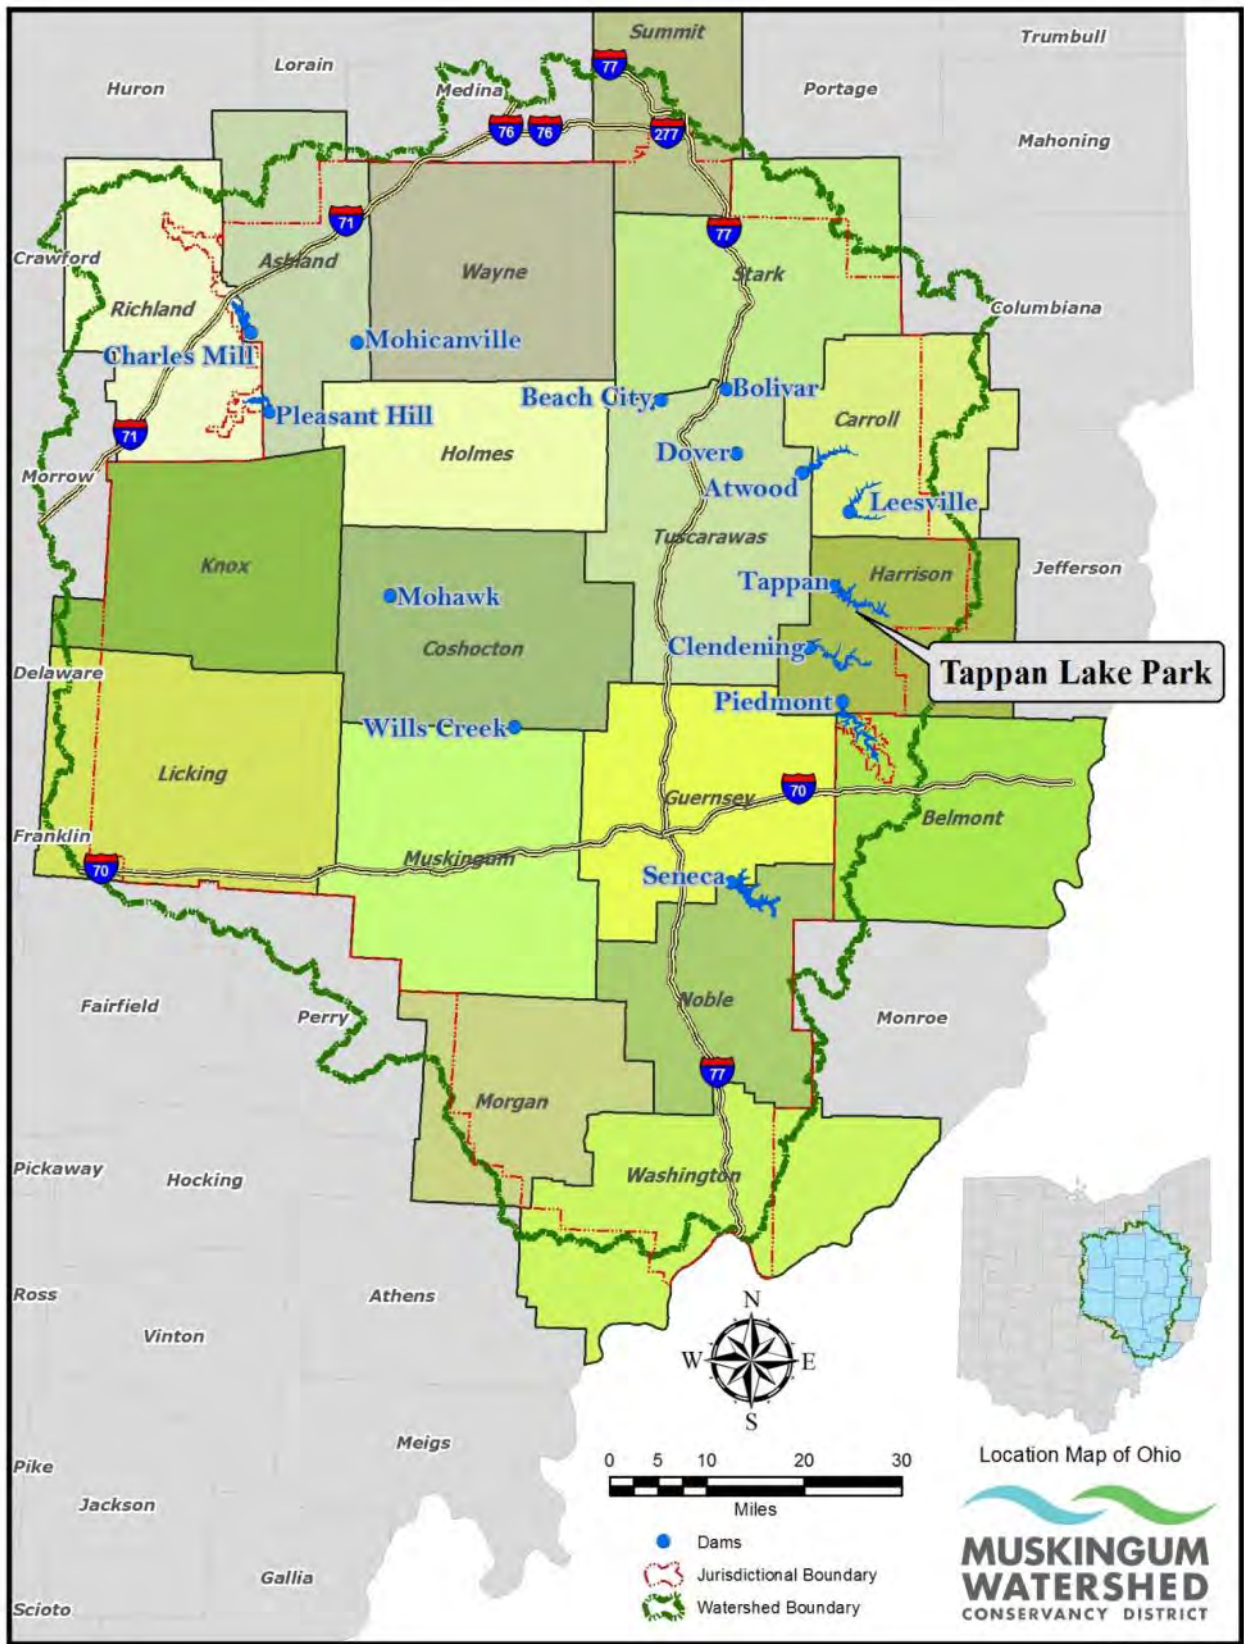 Summit
Trumbull
Lorain
77
Huron
Medina
Portage
76
76
277
Mahoning
71
77
Crawford
Ashland
Wayne
Stark
Richland
Columbiana
Charles Mill
Mohicanville
Beach City
Bolivar
Pleasant Hill
Carroll
71
Holmes
Dover
Morrow
Atwood
Leesville
Tuscarawas
Knox
Tappan
Harrison
Jefferson
Mohawk
Coshocton
Clendening
Delaware
Tappan Lake Park
Piedmont
Wills Creek
Licking
70
Guernsey
Belmont
Franklin
70
Muskingum
Seneca
Fairfield
Perry
Noble
Monroe
77
Morgan
Pickaway
Hocking
Washington
Ross
Athens
Vinton
N
W
E
S
Meigs
Location Map of Ohio
0 5 10 20 30
Miles
Pike
Jackson
Dams
Jurisdictional Boundary
Watershed Boundary
Gallia
Scioto
MUSKINGUM
WATERSHED
CONSERVANCY DISTRICT